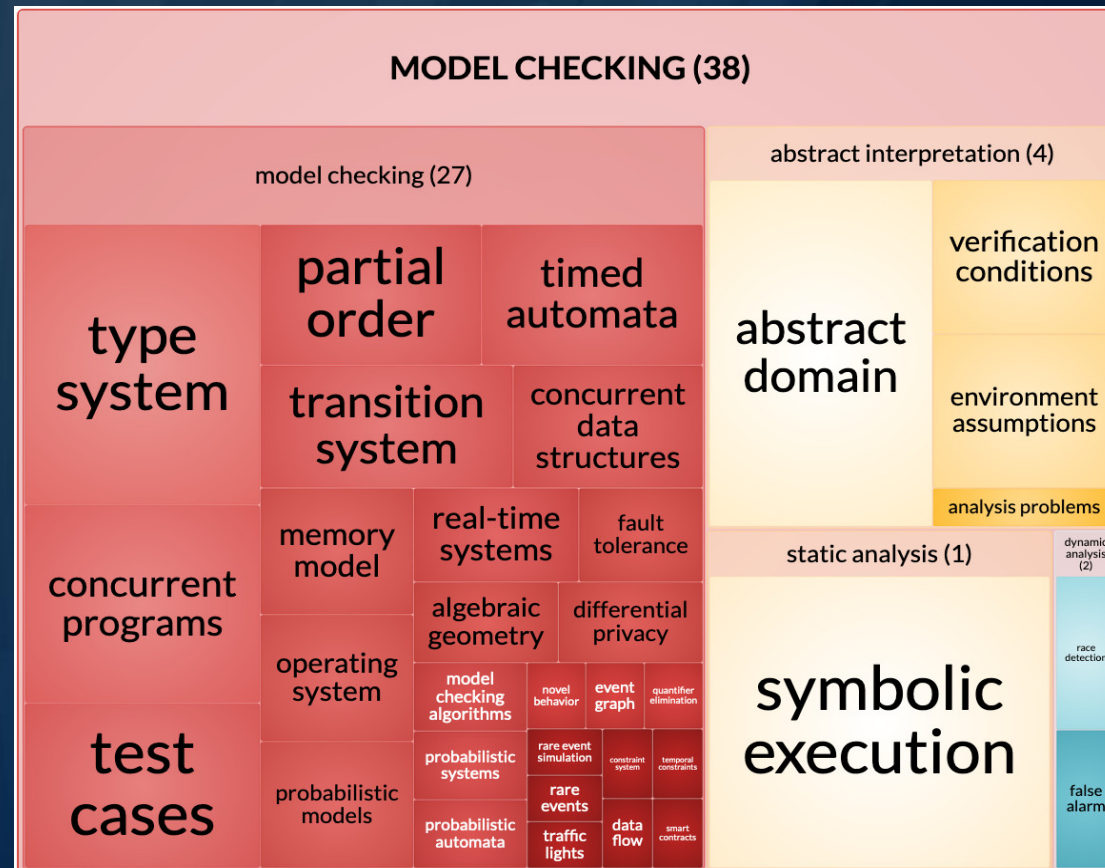 MODEL CHECKING (38)
model checking (27)
type
system
concurrent
programs
test
cases
partial
order
timed
automata
transition
system
concurrent
data
structures
memory
model
operating
system
probabilistic
models
real-time
systems
fault
tolerance
algebraic
geometry
differential
privacy
model
checking
algorithms
novel
behavior
event
graph
quantifier
elimination
probabilistic
systems
probabilistic
automata
rare event
simulation
rare
events
traffic
lights
constraint
system
temporal
constraints
data
flow
smart
contracts
abstract interpretation (4)
abstract
domain
verification
conditions
environment
assumptions
analysis problems
static analysis (1)
symbolic
execution
dynamic
analysis
(2)
race
detection
false
alarm